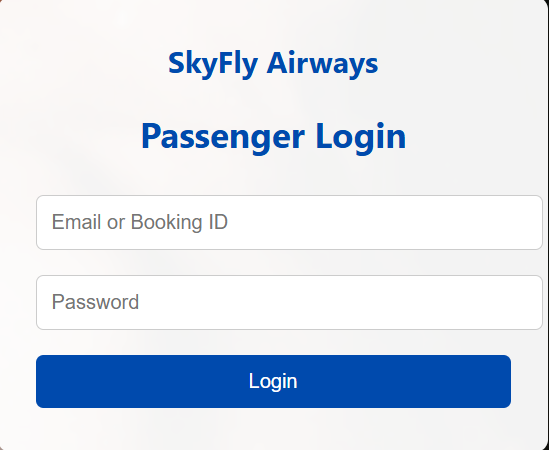 SkyFly Airways
Passenger Login
Email or Booking ID
Password
Login